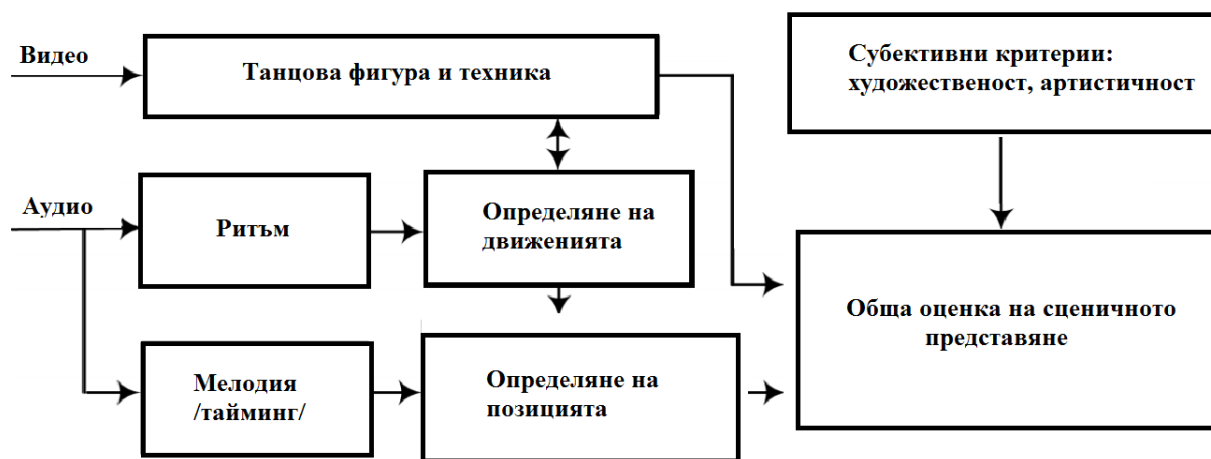 Видео
Танцова фигура и техника
Субективни критерии:
художественост, артистичност
Аудио
Ритъм
Определяне на
движенията
Обща оценка на сценичното
представяне
Мелодия
/тайминг/
Определяне на
позицията